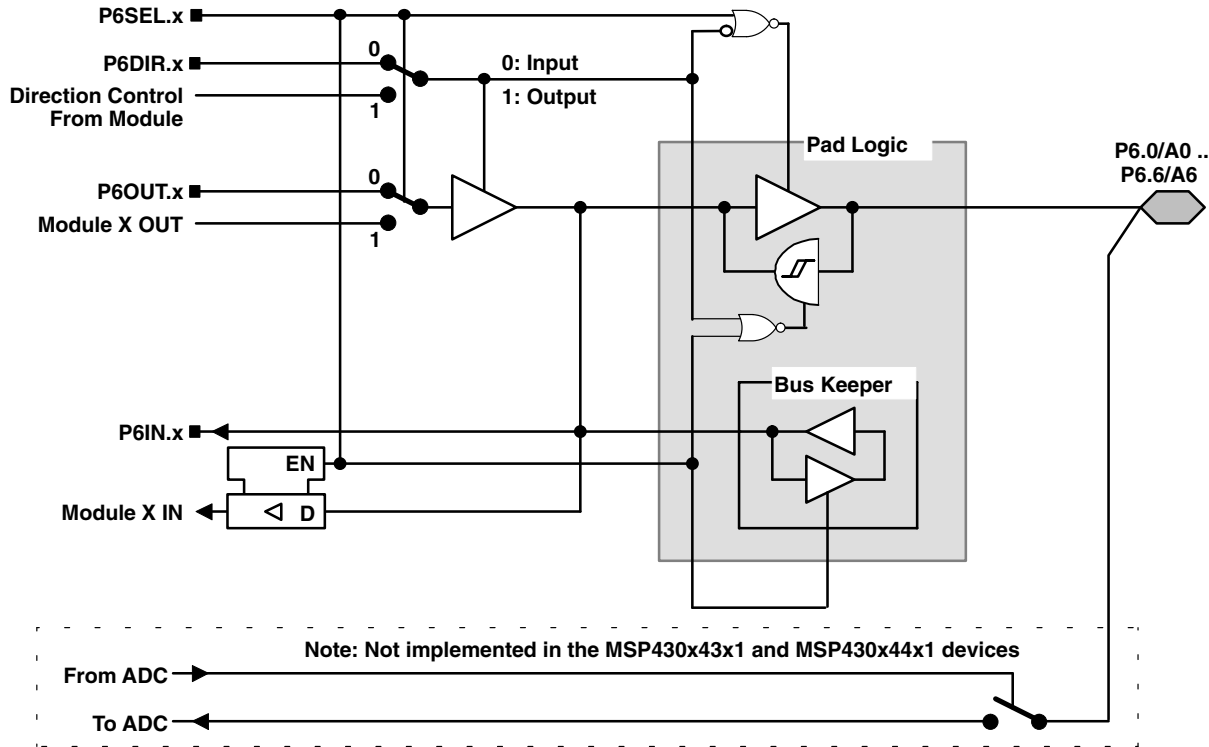 P6SEL.x
P6DIR.x
0
0: Input
1: Output
Direction Control
From Module
1
Pad Logic
P6.0/A0 ..
P6.6/A6
P6OUT.x
0
Module X OUT
1
Bus Keeper
P6IN.x
EN
Module X IN
D
Note: Not implemented in the MSP430x43x1 and MSP430x44x1 devices
From ADC
To ADC